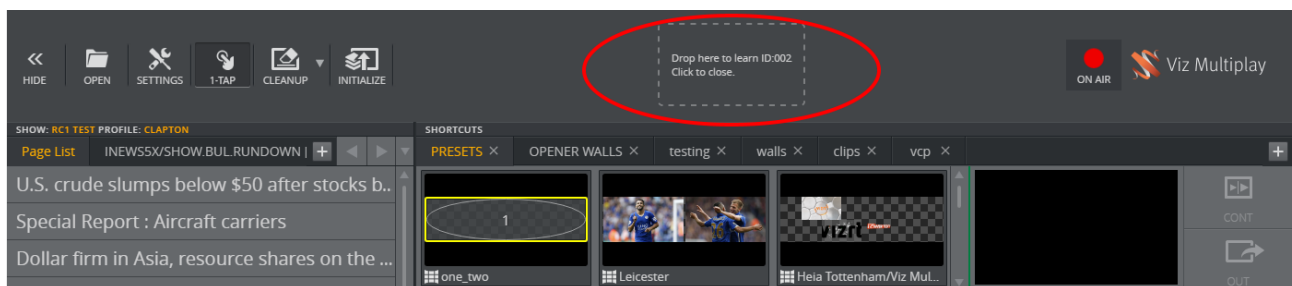 Drop here to learn ID:002
Click to close.
HIDE
OPEN
SETTINGS
1-TAP
CLEANUP
INITIALIZE
ON AIR
Viz Multiplay
SHOW: RC1 TEST PROFILE: CLAPTON
SHORTCUTS
Page List
INEWS5X/SHOW.BUL.RUNDOWN |
PRESETS
OPENER WALLS
testing
walls
clips
vcp
U.S. crude slumps below $50 after stocks b..
Special Report : Aircraft carriers
Dollar firm in Asia, resource shares on the ...
1
vizrt
one_two
Leicester
Heia Tottenham/Viz Mul...
CONT
OUT